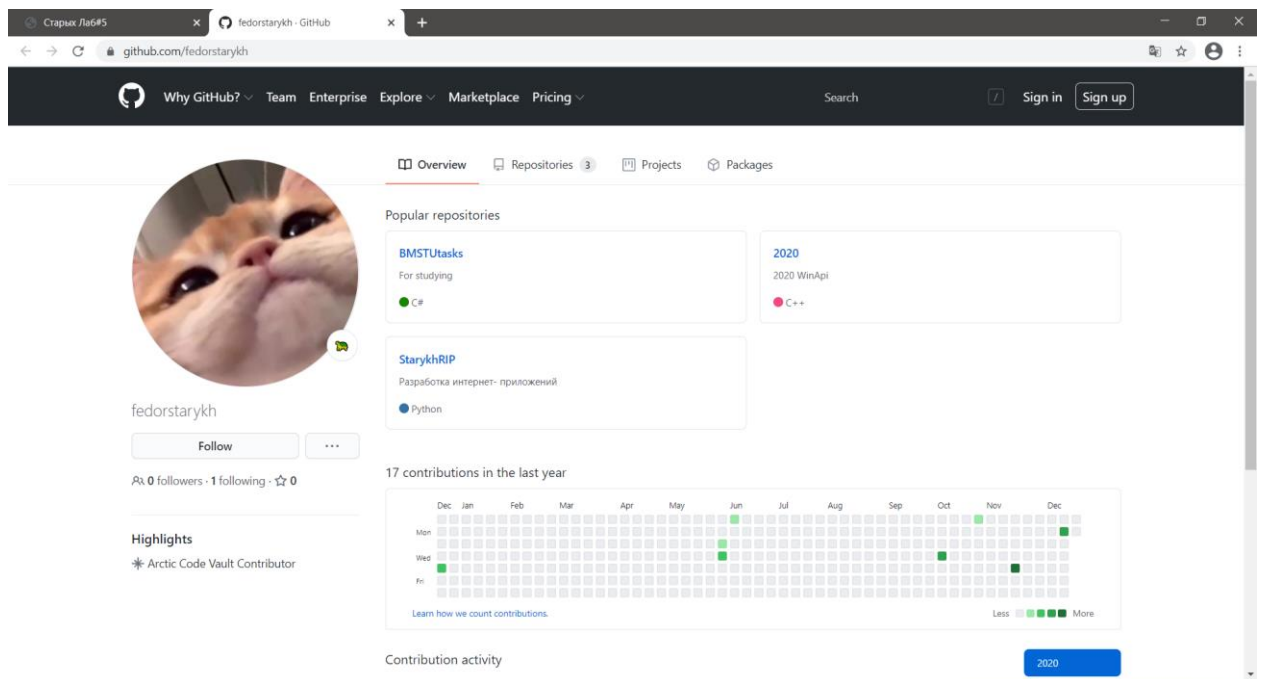 Старых Лаб#5
fedorstarykh · GitHub
github.com/fedorstarykh
Why GitHub? Team Enterprise Explore Marketplace Pricing
Search
/
Sign in
Sign up
Overview
Repositories 3
Projects
Packages
Popular repositories
BMSTUtasks
For studying
C#
2020
2020 WinApi
C++
StarykhRIP
Разработка интернет- приложений
Python
fedorstarykh
Follow
...
0 followers · 1 following · 0
Highlights
Arctic Code Vault Contributor
17 contributions in the last year
Dec Jan Feb Mar Apr May Jun Jul Aug Sep Oct Nov Dec
Mon
Wed
Fri
Learn how we count contributions.
Less More
Contribution activity
2020